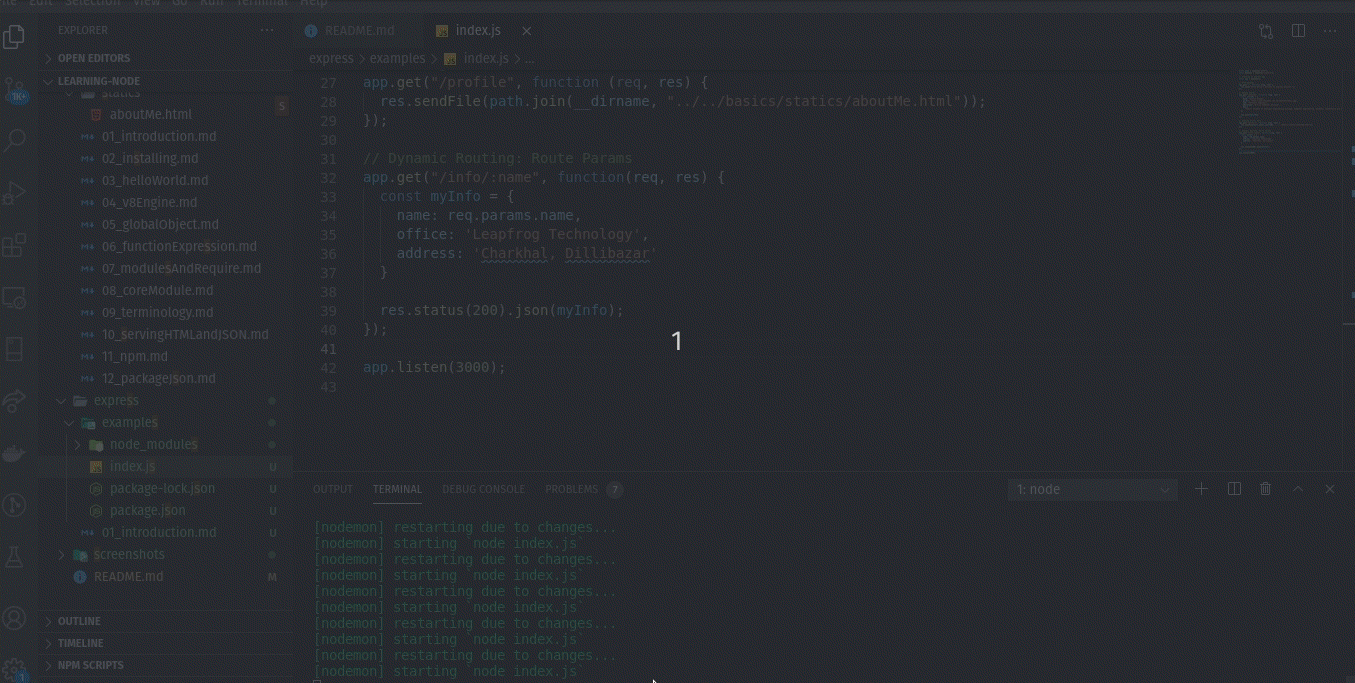 File Edit Selection View Go Run Terminal Help
EXPLORER
OPEN EDITORS
LEARNING-NODE
statics
5
aboutMe.html
01_introduction.md
02_installing.md
03_helloWorld.md
04_v8Engine.md
05_globalObject.md
06_functionExpression.md
07_modulesAndRequire.md
08_coreModule.md
09_terminology.md
10_servingHTMLandJSON.md
11_npm.md
12_packageJson.md
express
examples
node_modules
index.js U
package-lock.json U
package.json U
01_introduction.md U
screenshots
README.md M
OUTLINE
TIMELINE
NPM SCRIPTS
1
README.md index.js
express > examples > index.js > ...
27 app.get("/profile", function (req, res) {
28 res.sendFile(path.join(__dirname, "../../basics/statics/aboutMe.html"));
29 });
30
31 // Dynamic Routing: Route Params
32 app.get("/info/:name", function(req, res) {
33 const myInfo = {
34 name: req.params.name,
35 office: 'Leapfrog Technology',
36 address: 'Charkhal, Dillibazar'
37 }
38
39 res.status(200).json(myInfo);
40 });
41
42 app.listen(3000);
43
1
OUTPUT TERMINAL DEBUG CONSOLE PROBLEMS 7 1: node
[nodemon] restarting due to changes...
[nodemon] starting `node index.js`
[nodemon] restarting due to changes...
[nodemon] starting `node index.js`
[nodemon] restarting due to changes...
[nodemon] starting `node index.js`
[nodemon] restarting due to changes...
[nodemon] starting `node index.js`
[nodemon] restarting due to changes...
[nodemon] starting `node index.js`